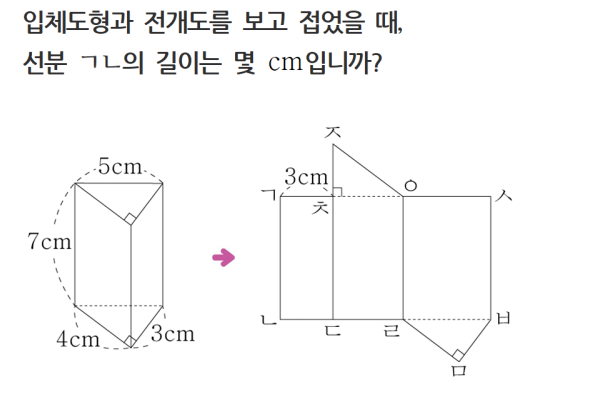 입체도형과 전개도를 보고 접었을 때,
선분 ㄱㄴ의 길이는 몇 cm입니까?
ㅈ
5cm
3cm
ㄱ
ㅊ
ㅇ
ㅅ
7cm
ㄴ
ㄷ
ㄹ
ㅂ
4cm
3cm
ㅁ